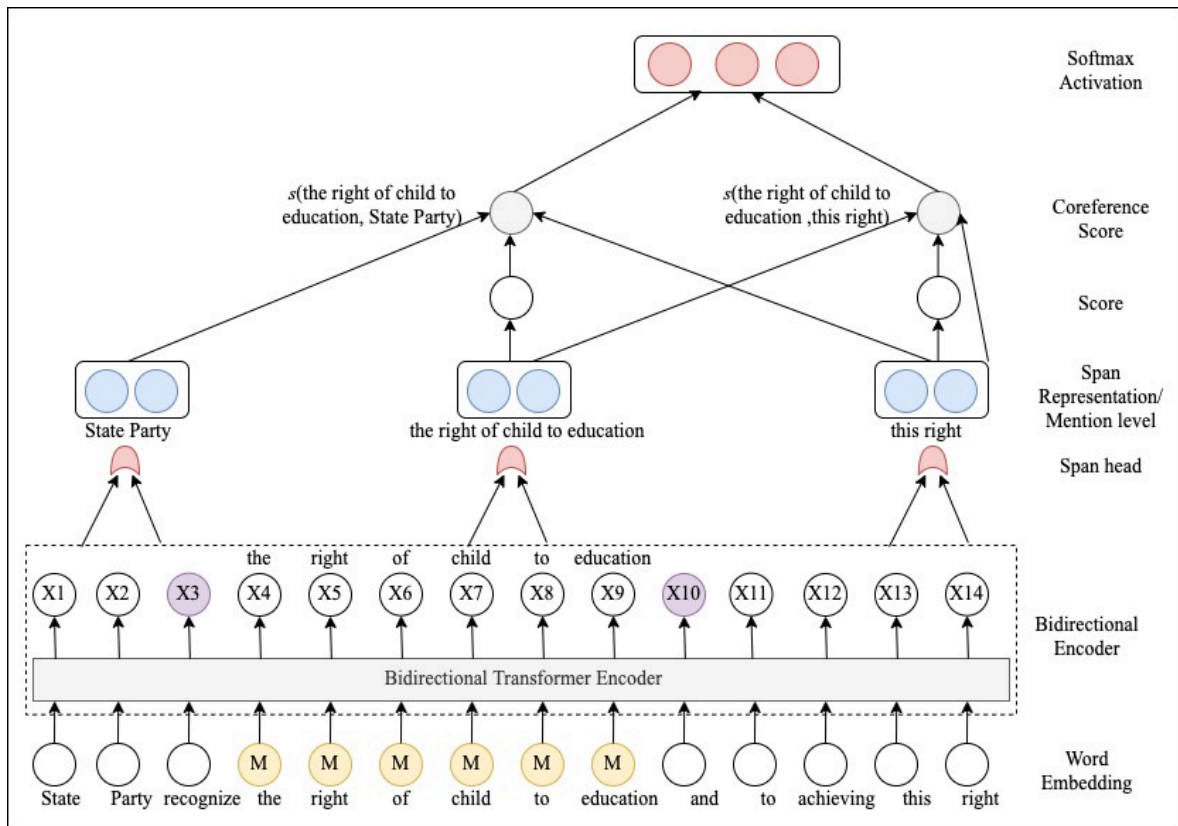 Softmax
Activation
s(the right of child to
education, State Party)
s(the right of child to
education ,this right)
Coreference
Score
Score
Span
Representation/
Mention level
State Party
the right of child to education
this right
Span head
the right of child to education
X1 X2 X3 X4 X5 X6 X7 X8 X9 X10 X11 X12 X13 X14
Bidirectional
Encoder
Bidirectional Transformer Encoder
M M M M M M
Word
Embedding
State Party recognize the right of child to education and to achieving this right